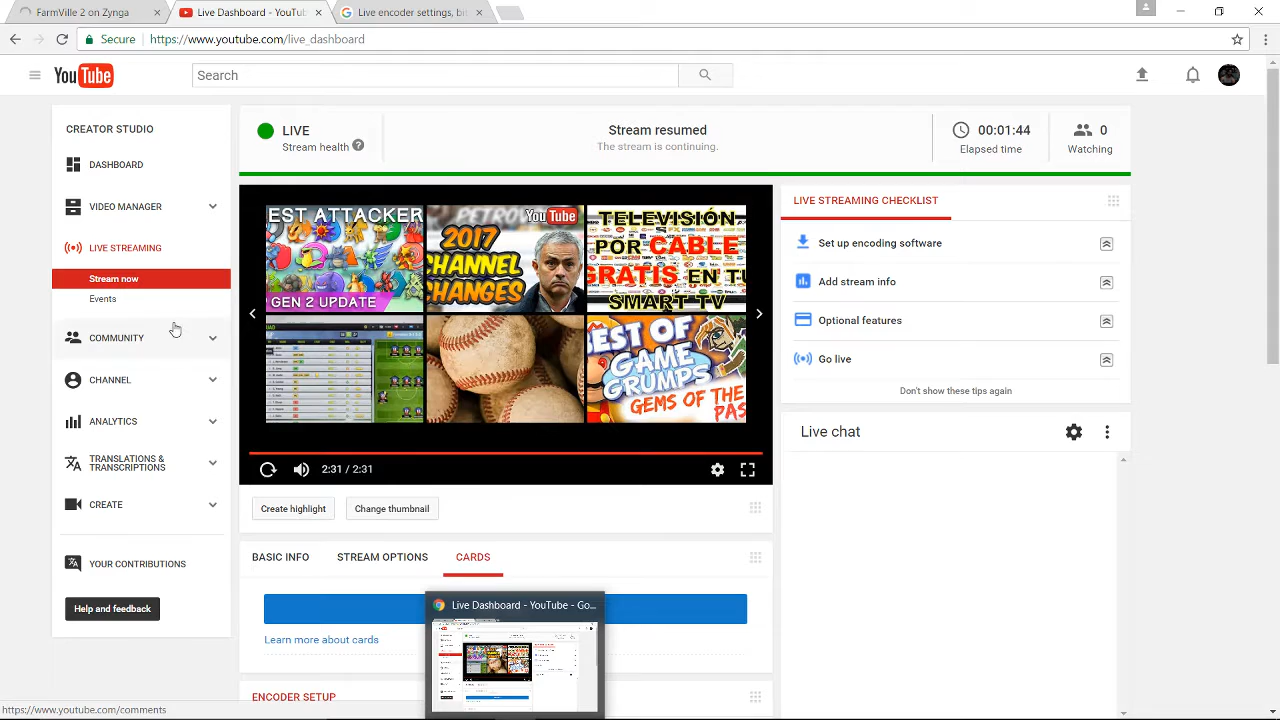 FarmVille 2 on Zynga
Live Dashboard - YouTu
Live encoder settings, bi
Secure
https://www.youtube.com/live_dashboard
YouTube
Search
CREATOR STUDIO
DASHBOARD
VIDEO MANAGER
LIVE STREAMING
Stream now
Events
COMMUNITY
CHANNEL
ANALYTICS
TRANSLATIONS &
TRANSCRIPTIONS
CREATE
YOUR CONTRIBUTIONS
Help and feedback
https://www.youtube.com/comments
LIVE
Stream health ?
Stream resumed
The stream is continuing.
00:01:44
Elapsed time
0
Watching
EST ATTACKER
GEN 2 UPDATE
PETRO
YouTube
2017
CHANNEL
CHANGES
TELEVISIÓN
POR CABLE
GRATIS EN TU
SMART TV
BEST OF
GAME
GRUMPS
GEMS OF THE
PAS
2:31 / 2:31
Create highlight
Change thumbnail
BASIC INFO
STREAM OPTIONS
CARDS
Learn more about cards
Live Dashboard - YouTube - Go...
ENCODER SETUP
LIVE STREAMING CHECKLIST
Set up encoding software
Add stream info
Optional features
Go live
Don't show these tips again
Live chat